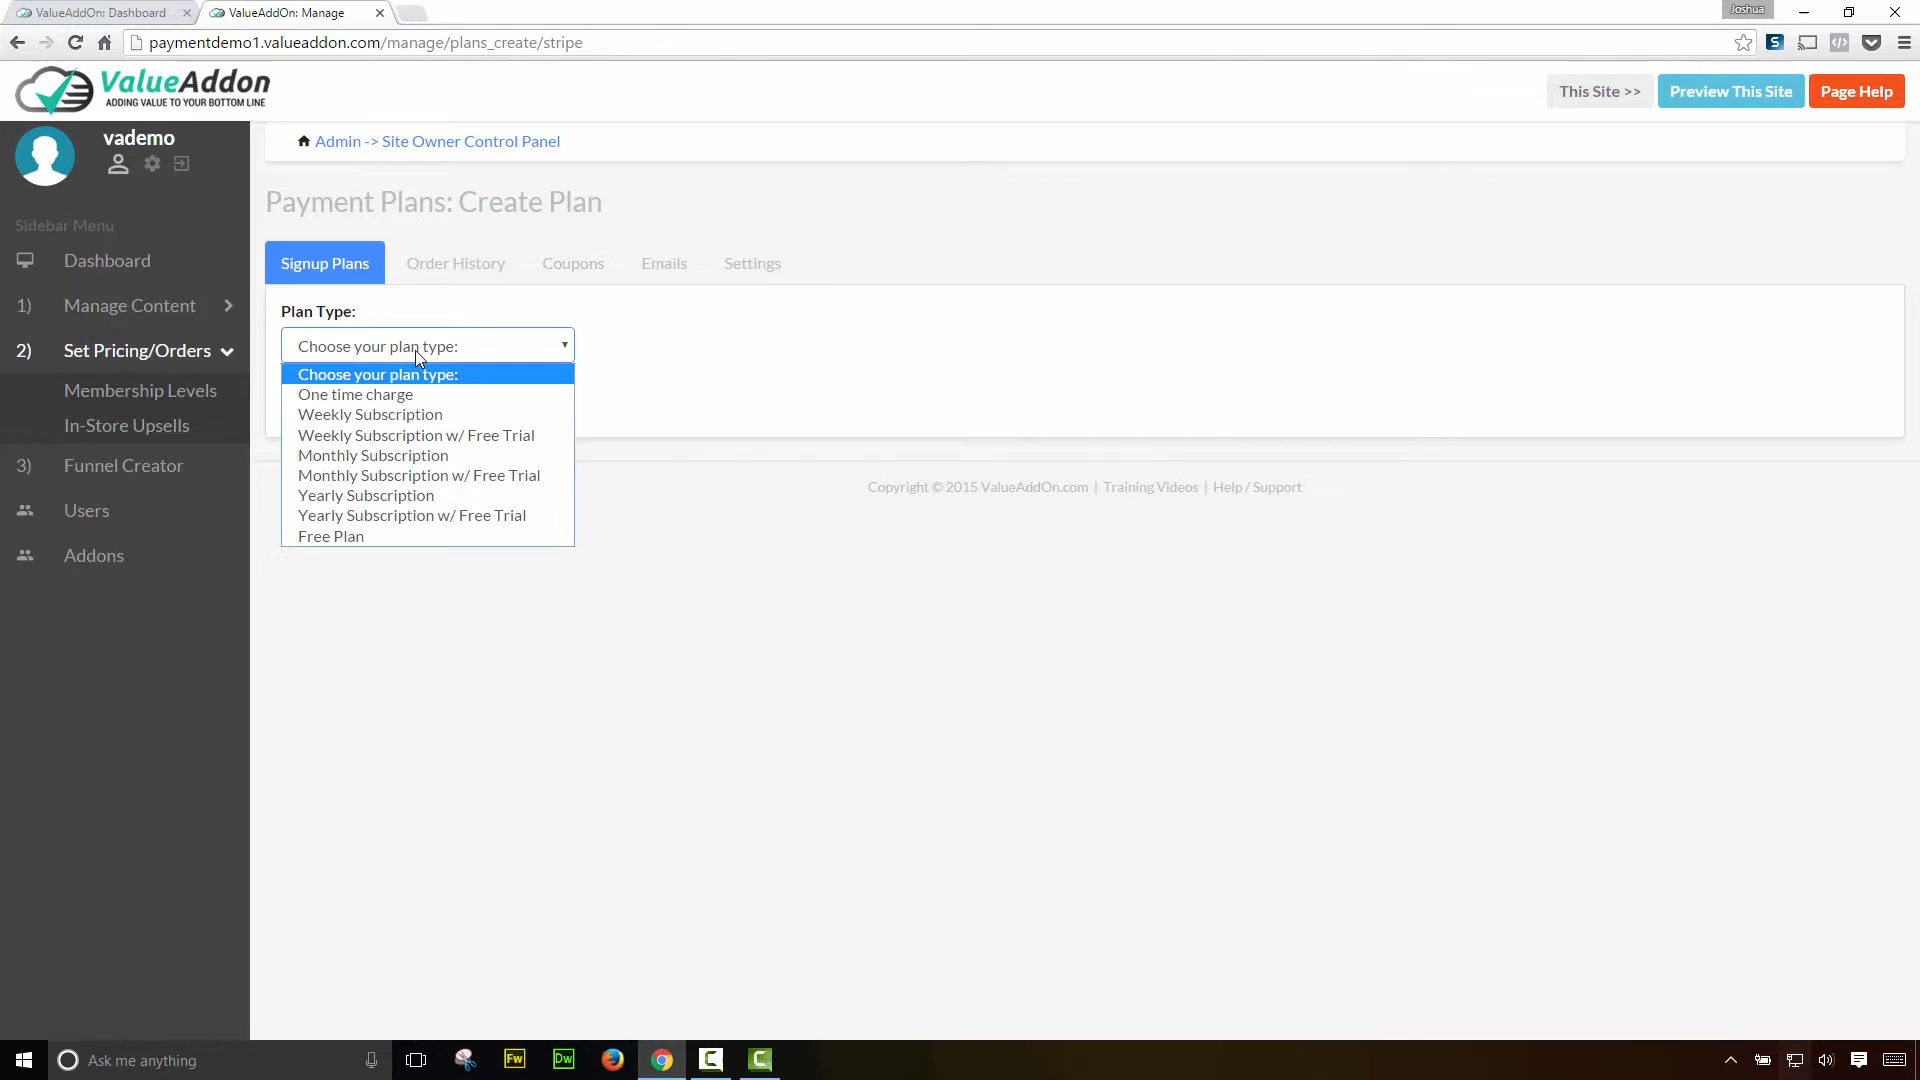 ValueAddOn: Dashboard
ValueAddOn: Manage
Joshua
paymentdemo1.valueaddon.com/manage/plans_create/stripe
ValueAddon
ADDING VALUE TO YOUR BOTTOM LINE
This Site >>
Preview This Site
Page Help
vademo
Admin -> Site Owner Control Panel
Payment Plans: Create Plan
Sidebar Menu
Dashboard
1) Manage Content
2) Set Pricing/Orders
Membership Levels
In-Store Upsells
3) Funnel Creator
Users
Addons
Signup Plans
Order History
Coupons
Emails
Settings
Plan Type:
Choose your plan type:
Choose your plan type:
One time charge
Weekly Subscription
Weekly Subscription w/ Free Trial
Monthly Subscription
Monthly Subscription w/ Free Trial
Yearly Subscription
Yearly Subscription w/ Free Trial
Free Plan
Copyright © 2015 ValueAddOn.com | Training Videos | Help / Support
Ask me anything
Fw
Dw